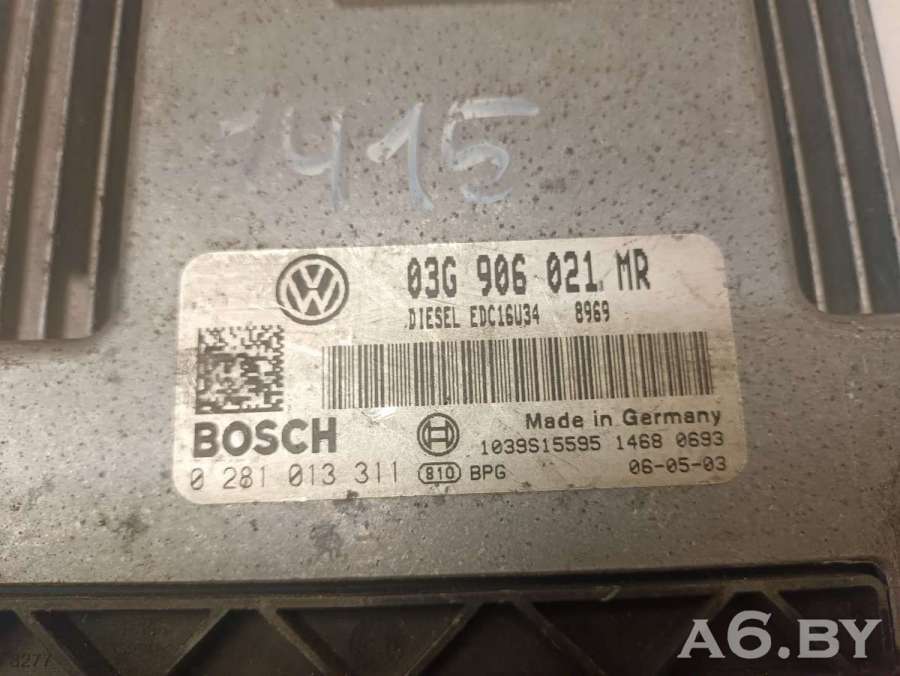 1415
03G 906 021 MR
DIESEL EDC16U34 8969
BOSCH
Made in Germany
1039S15595 1468 0693
0 281 013 311 810 BPG 06-05-03
A6.BY